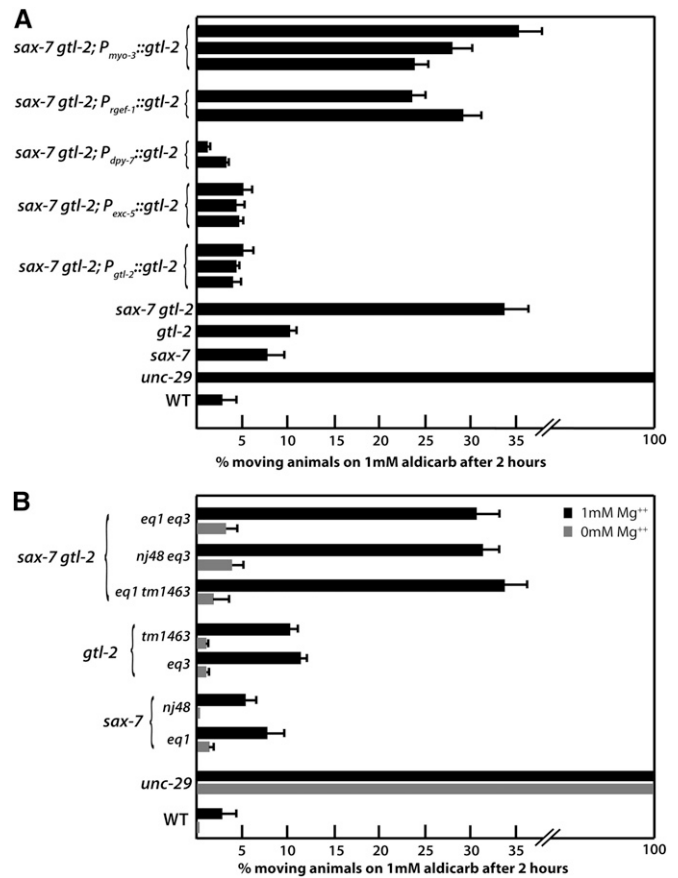 A
sax-7 gtl-2; Pmyo-3::gtl-2
sax-7 gtl-2; Prgef-1::gtl-2
sax-7 gtl-2; Pdpy-7::gtl-2
sax-7 gtl-2; Pexc-5::gtl-2
sax-7 gtl-2; Pgtl-2::gtl-2
sax-7 gtl-2
gtl-2
sax-7
unc-29
WT
5 10 15 20 25 30 35 100
% moving animals on 1mM aldicarb after 2 hours
B
1mM Mg++
0mM Mg++
sax-7 gtl-2
eq1 eq3
nj48 eq3
eq1 tm1463
gtl-2
tm1463
eq3
sax-7
nj48
eq1
unc-29
WT
5 10 15 20 25 30 35 100
% moving animals on 1mM aldicarb after 2 hours